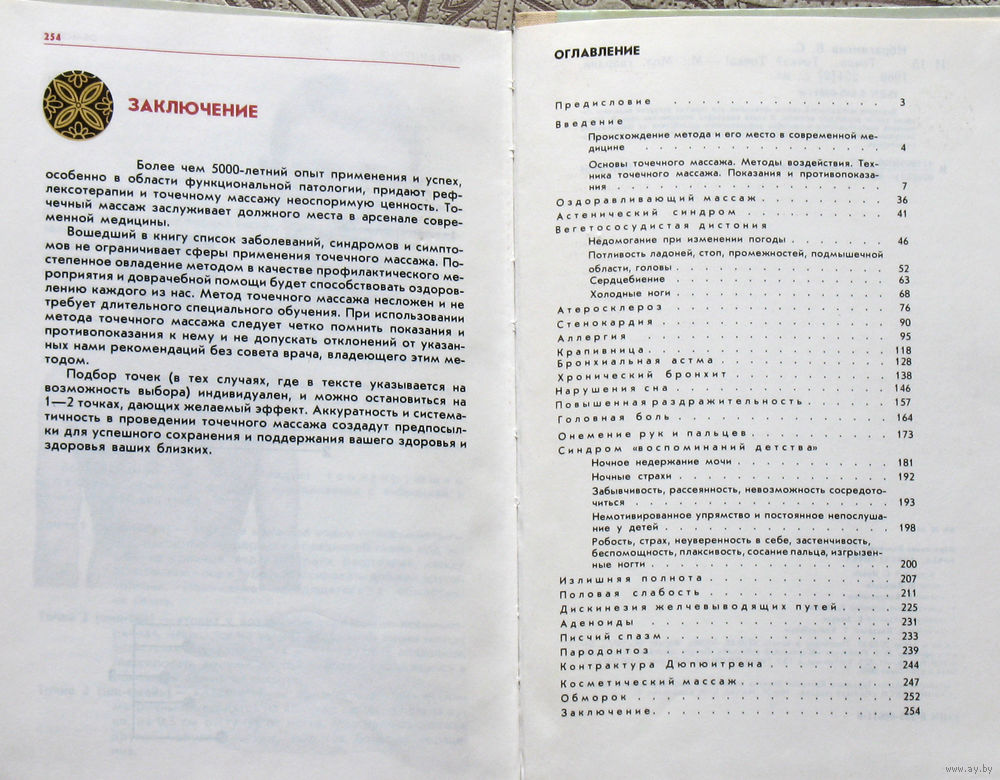 254
ЗАКЛЮЧЕНИЕ
Более чем 5000-летний опыт применения и успех,
особенно в области функциональной патологии, придают реф-
лексотерапии и точечному массажу неоспоримую ценность. То-
чечный массаж заслуживает должного места в арсенале совре-
менной медицины.
Вошедший в книгу список заболеваний, синдромов и симпто-
мов не ограничивает сферы применения точечного массажа. По-
степенное овладение методом в качестве профилактического ме-
роприятия и доврачебной помощи будет способствовать оздоров-
лению каждого из нас. Метод точечного массажа несложен и не
требует длительного специального обучения. При использовании
метода точечного массажа следует четко помнить показания и
противопоказания к нему и не допускать отклонений от указан-
ных нами рекомендаций без совета врача, владеющего этим ме-
тодом.
Подбор точек (в тех случаях, где в тексте указывается на
возможность выбора) индивидуален, и можно остановиться на
1—2 точках, дающих желаемый эффект. Аккуратность и система-
тичность в проведении точечного массажа создадут предпосыл-
ки для успешного сохранения и поддержания вашего здоровья и
здоровья ваших близких.
ОГЛАВЛЕНИЕ
Предисловие . . . . . . . . . . . . 3
Введение
Происхождение метода и его место в современной ме-
дицине . . . . . . . . . . . . 4
Основы точечного массажа. Методы воздействия. Тех-
ника точечного массажа. Показания и противопоказа-
ния . . . . . . . . . . . . 7
Оздоравливающий массаж . . . . . . . . 36
Астенический синдром . . . . . . . . . 41
Вегетососудистая дистония
Недомогание при изменении погоды . . . . . . 46
Потливость ладоней, стоп, промежностей, подмышечной
области, головы . . . . . . . . . . 52
Сердцебиение . . . . . . . . . . . 63
Холодные ноги . . . . . . . . . . . 68
Атеросклероз . . . . . . . . . . . . 76
Стенокардия . . . . . . . . . . . . 90
Аллергия . . . . . . . . . . . . . 95
Крапивница . . . . . . . . . . . . 118
Бронхиальная астма . . . . . . . . . . 128
Хронический бронхит . . . . . . . . . . 138
Нарушения сна . . . . . . . . . . . 146
Повышенная раздражительность . . . . . . 157
Головная боль . . . . . . . . . . . 164
Онемение рук и пальцев . . . . . . . . 173
Синдром «воспоминаний детства»
Ночное недержание мочи . . . . . . . . 181
Ночные страхи . . . . . . . . . . . 192
Забывчивость, рассеянность, невозможность сосредото-
читься . . . . . . . . . . . . 193
Немотивированное упрямство и постоянное непослуша-
ние у детей . . . . . . . . . . . 198
Робость, страх, неуверенность в себе, застенчивость,
беспомощность, плаксивость, сосание пальца, изгрызен-
ные ногти . . . . . . . . . . . 200
Излишняя полнота . . . . . . . . . . 207
Половая слабость . . . . . . . . . . 211
Дискинезия желчевыводящих путей . . . . . 225
Аденоиды . . . . . . . . . . . . 231
Писчий спазм . . . . . . . . . . . 233
Пародонтоз . . . . . . . . . . . . 239
Контрактура Дюпюитрена . . . . . . . . 244
Косметический массаж . . . . . . . . . 247
Обморок . . . . . . . . . . . . . 252
Заключение . . . . . . . . . . . . 254
www.ay.by